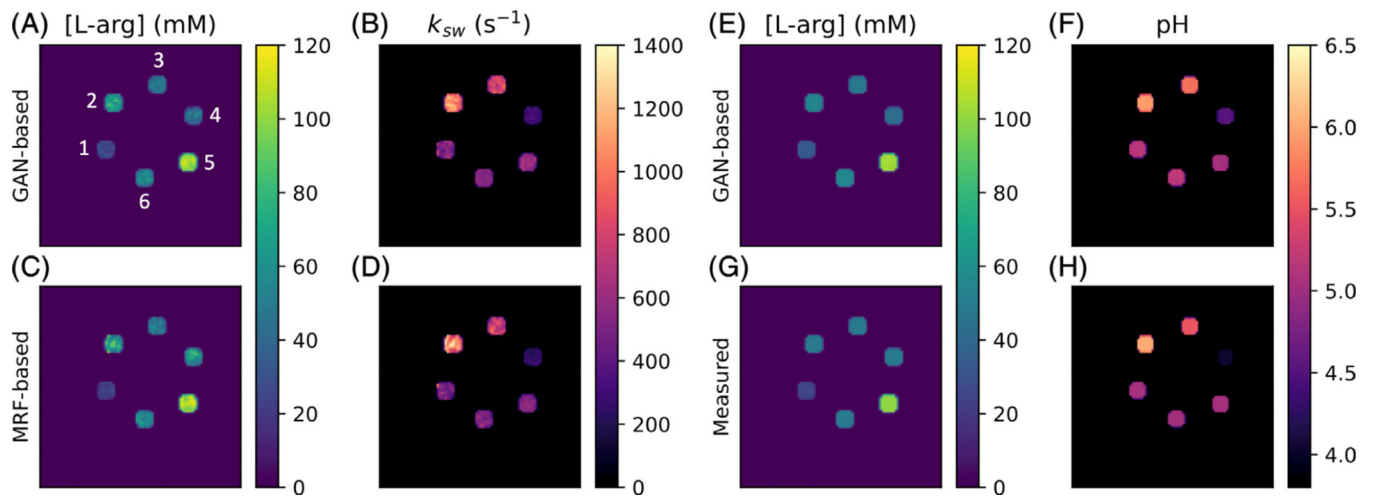 (A) [L-arg] (mM)
(B) k_sw (s⁻¹)
(E) [L-arg] (mM)
(F) pH
GAN-based
1
2
3
4
5
6
120
100
80
60
40
20
0
1400
1200
1000
800
600
400
200
0
GAN-based
120
100
80
60
40
20
0
6.5
6.0
5.5
5.0
4.5
4.0
(C)
(D)
(G)
(H)
MRF-based
Measured